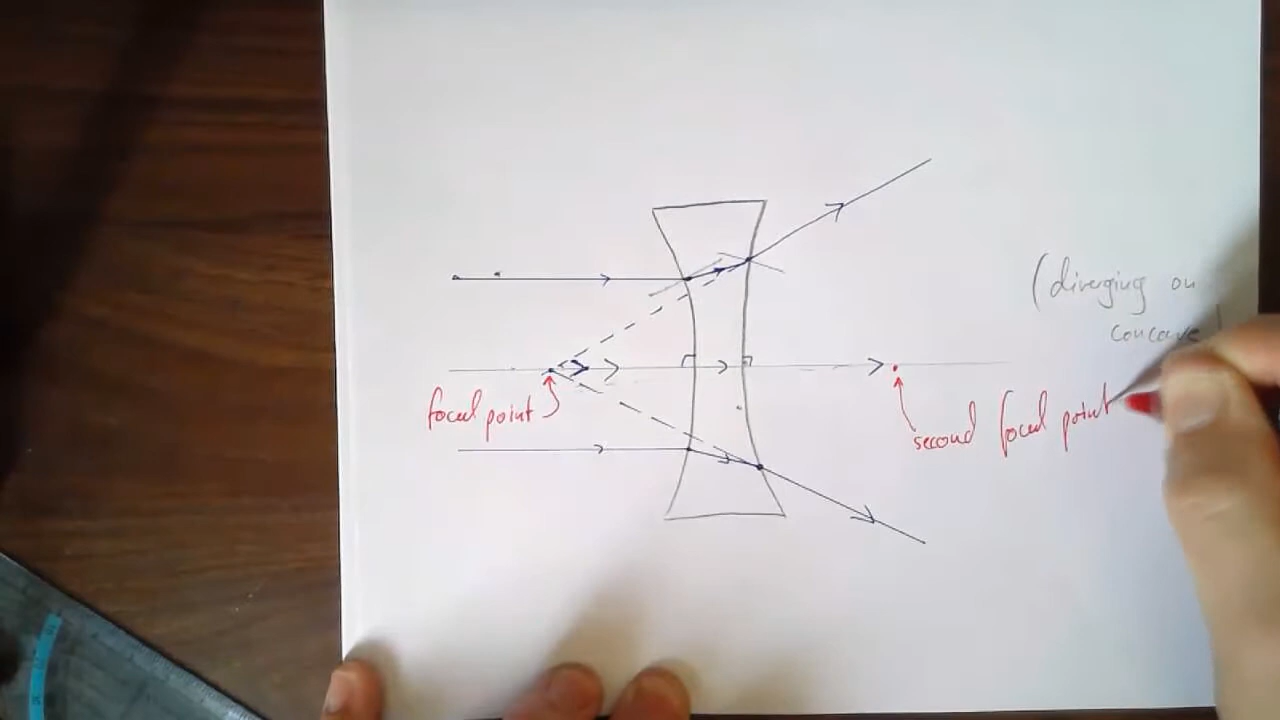 (diverging or
concave
focal point
second focal point